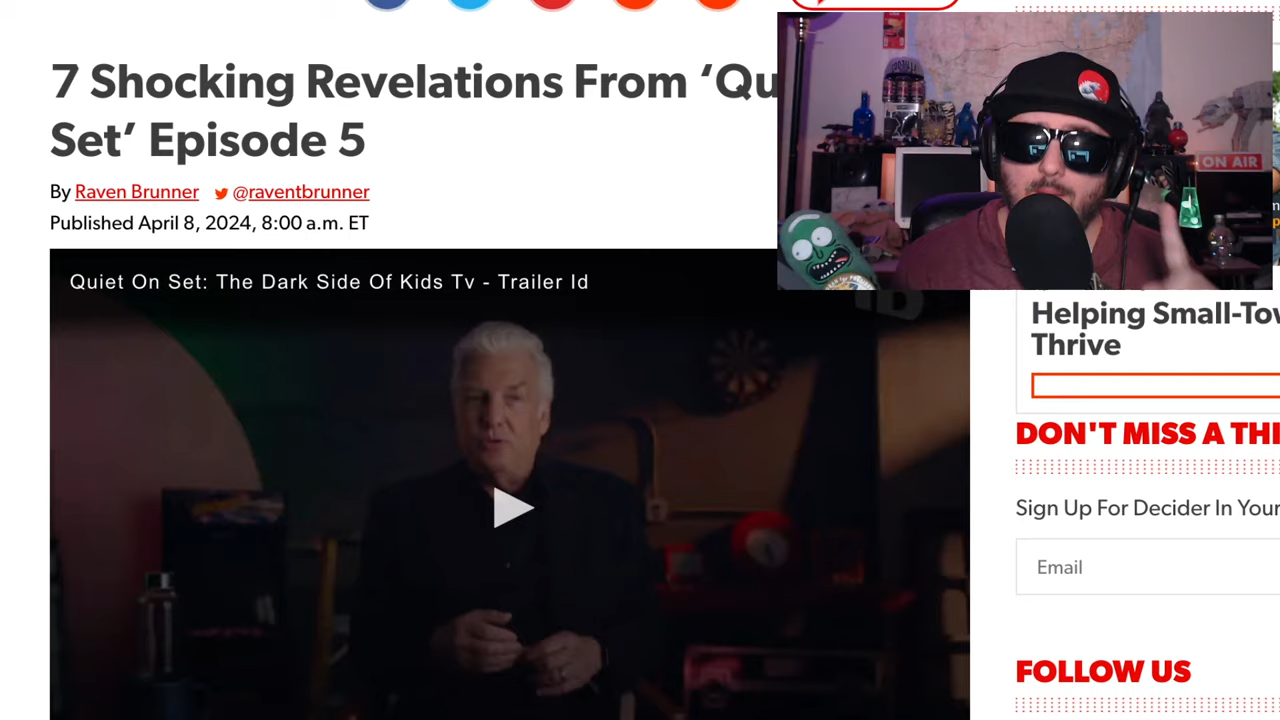 7 Shocking Revelations From ‘Qu
Set’ Episode 5
By Raven Brunner @raventbrunner
Published April 8, 2024, 8:00 a.m. ET
Quiet On Set: The Dark Side Of Kids Tv - Trailer Id
ID
ON AIR
Helping Small-Tow
Thrive
DON'T MISS A THI
Sign Up For Decider In Your
Email
FOLLOW US